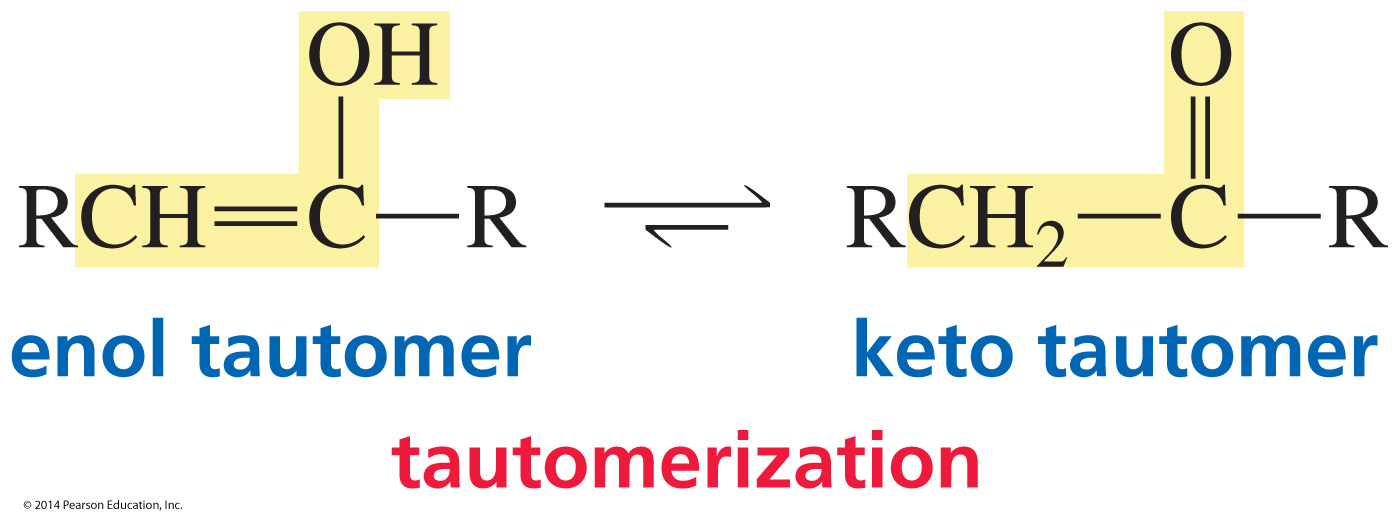 OH O
RCH=C—R ⇌ RCH₂—C—R
enol tautomer keto tautomer
tautomerization
© 2014 Pearson Education, Inc.